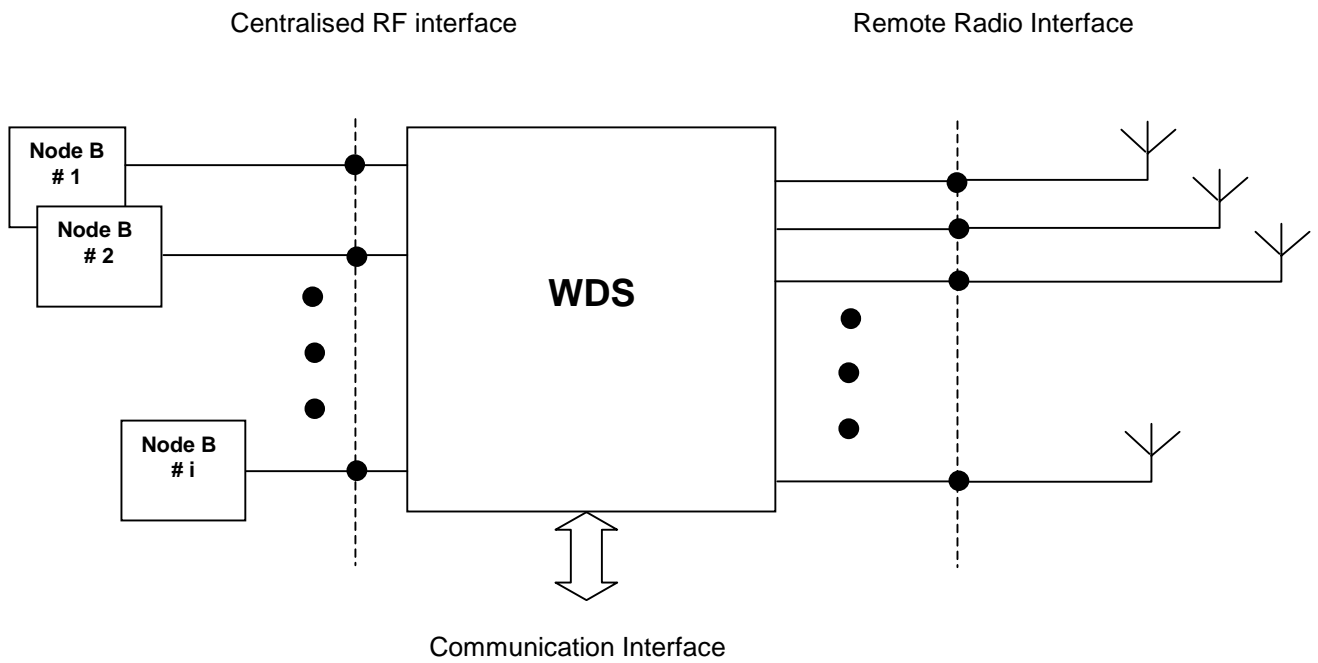 Centralised RF interface
Remote Radio Interface
Node B
# 1
Node B
# 2
WDS
Node B
# i
Communication Interface